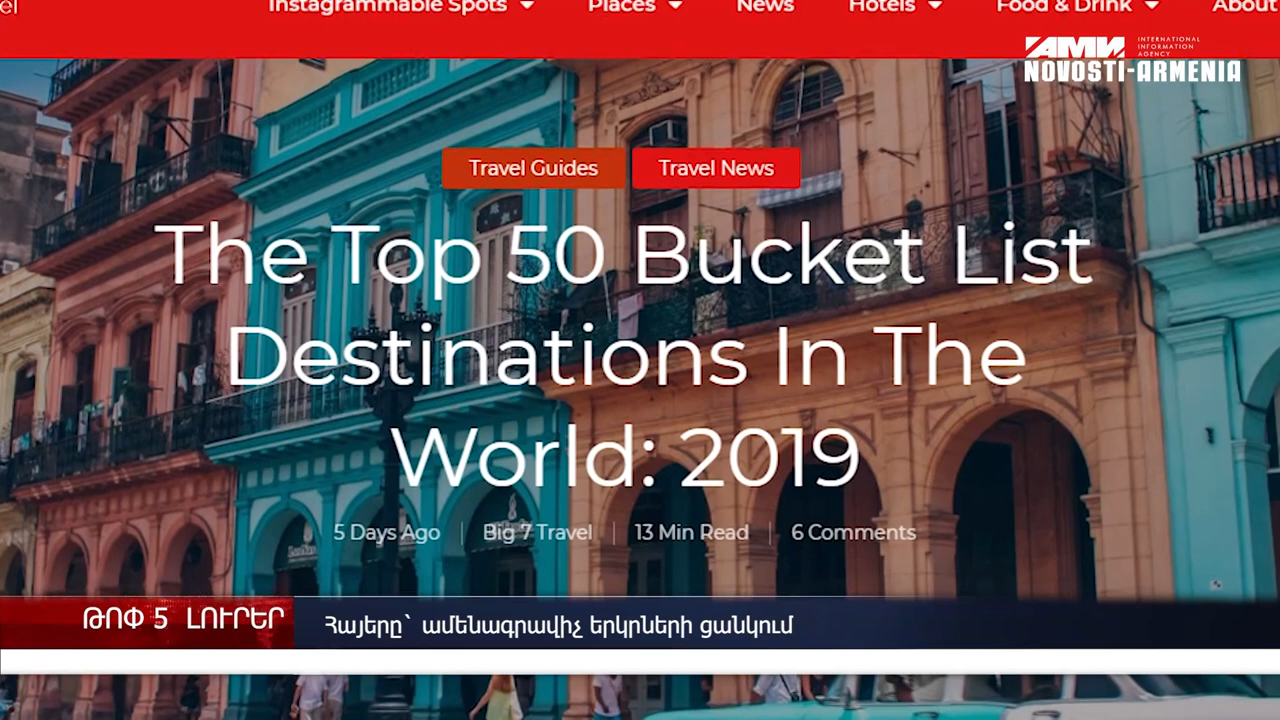 el
Instagrammable Spots Places News Hotels Food & Drink About
АМИ INTERNATIONAL INFORMATION AGENCY
NOVOSTI-ARMENIA
Travel Guides Travel News
The Top 50 Bucket List
Destinations In The
World: 2019
5 Days Ago Big 7 Travel 13 Min Read 6 Comments
ԹՈՓ 5 ԼՈՒՐԵՐ
Հայերը՝ ամենագրավիչ երկրների ցանկում